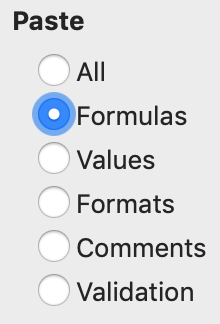 Paste
All
Formulas
Values
Formats
Comments
Validation